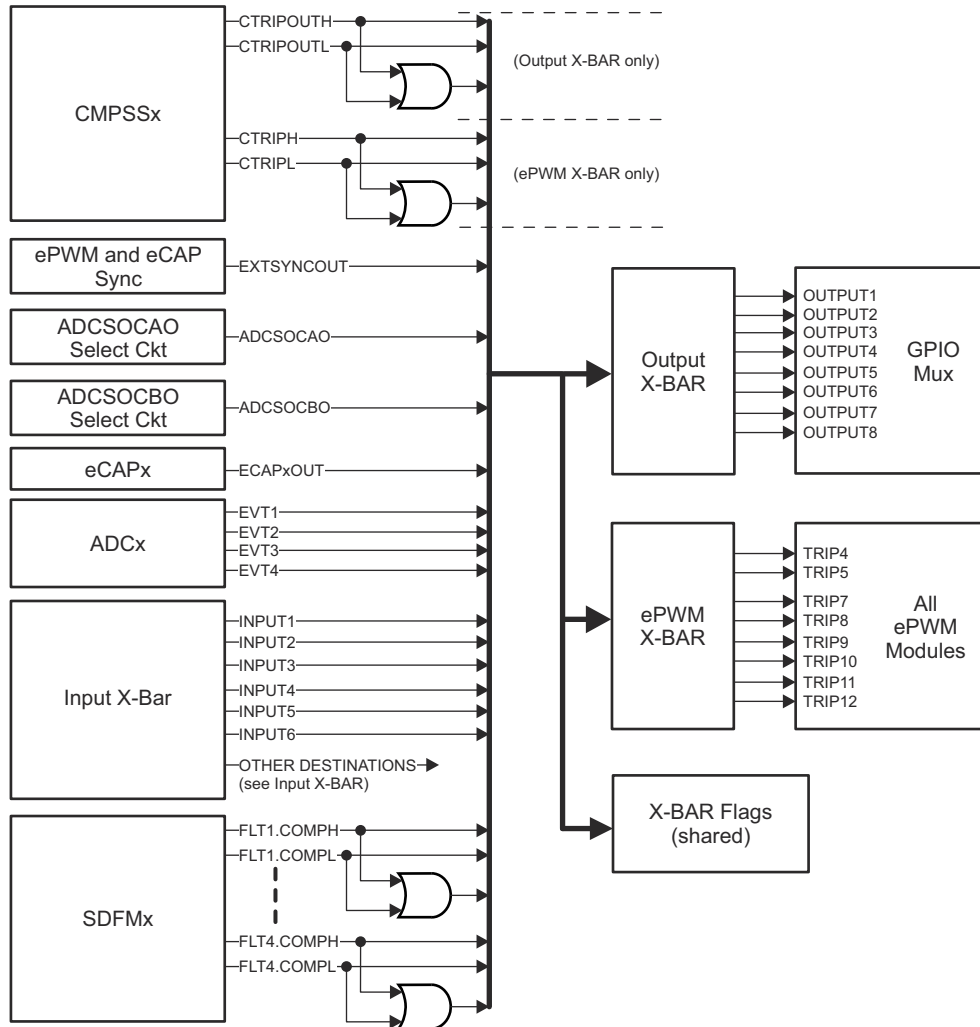 CMPSSx
CTRIPOUTH
CTRIPOUTL
CTRIPH
CTRIPL
(Output X-BAR only)
(ePWM X-BAR only)
ePWM and eCAP
Sync
EXTSYNCOUT
ADCSOCAO
Select Ckt
ADCSOCAO
ADCSOCBO
Select Ckt
ADCSOCBO
eCAPx
ECAPxOUT
ADCx
EVT1
EVT2
EVT3
EVT4
Input X-Bar
INPUT1
INPUT2
INPUT3
INPUT4
INPUT5
INPUT6
OTHER DESTINATIONS
(see Input X-BAR)
SDFMx
FLT1.COMPH
FLT1.COMPL
FLT4.COMPH
FLT4.COMPL
Output
X-BAR
OUTPUT1
OUTPUT2
OUTPUT3
OUTPUT4
OUTPUT5
OUTPUT6
OUTPUT7
OUTPUT8
GPIO
Mux
ePWM
X-BAR
TRIP4
TRIP5
TRIP7
TRIP8
TRIP9
TRIP10
TRIP11
TRIP12
All
ePWM
Modules
X-BAR Flags
(shared)